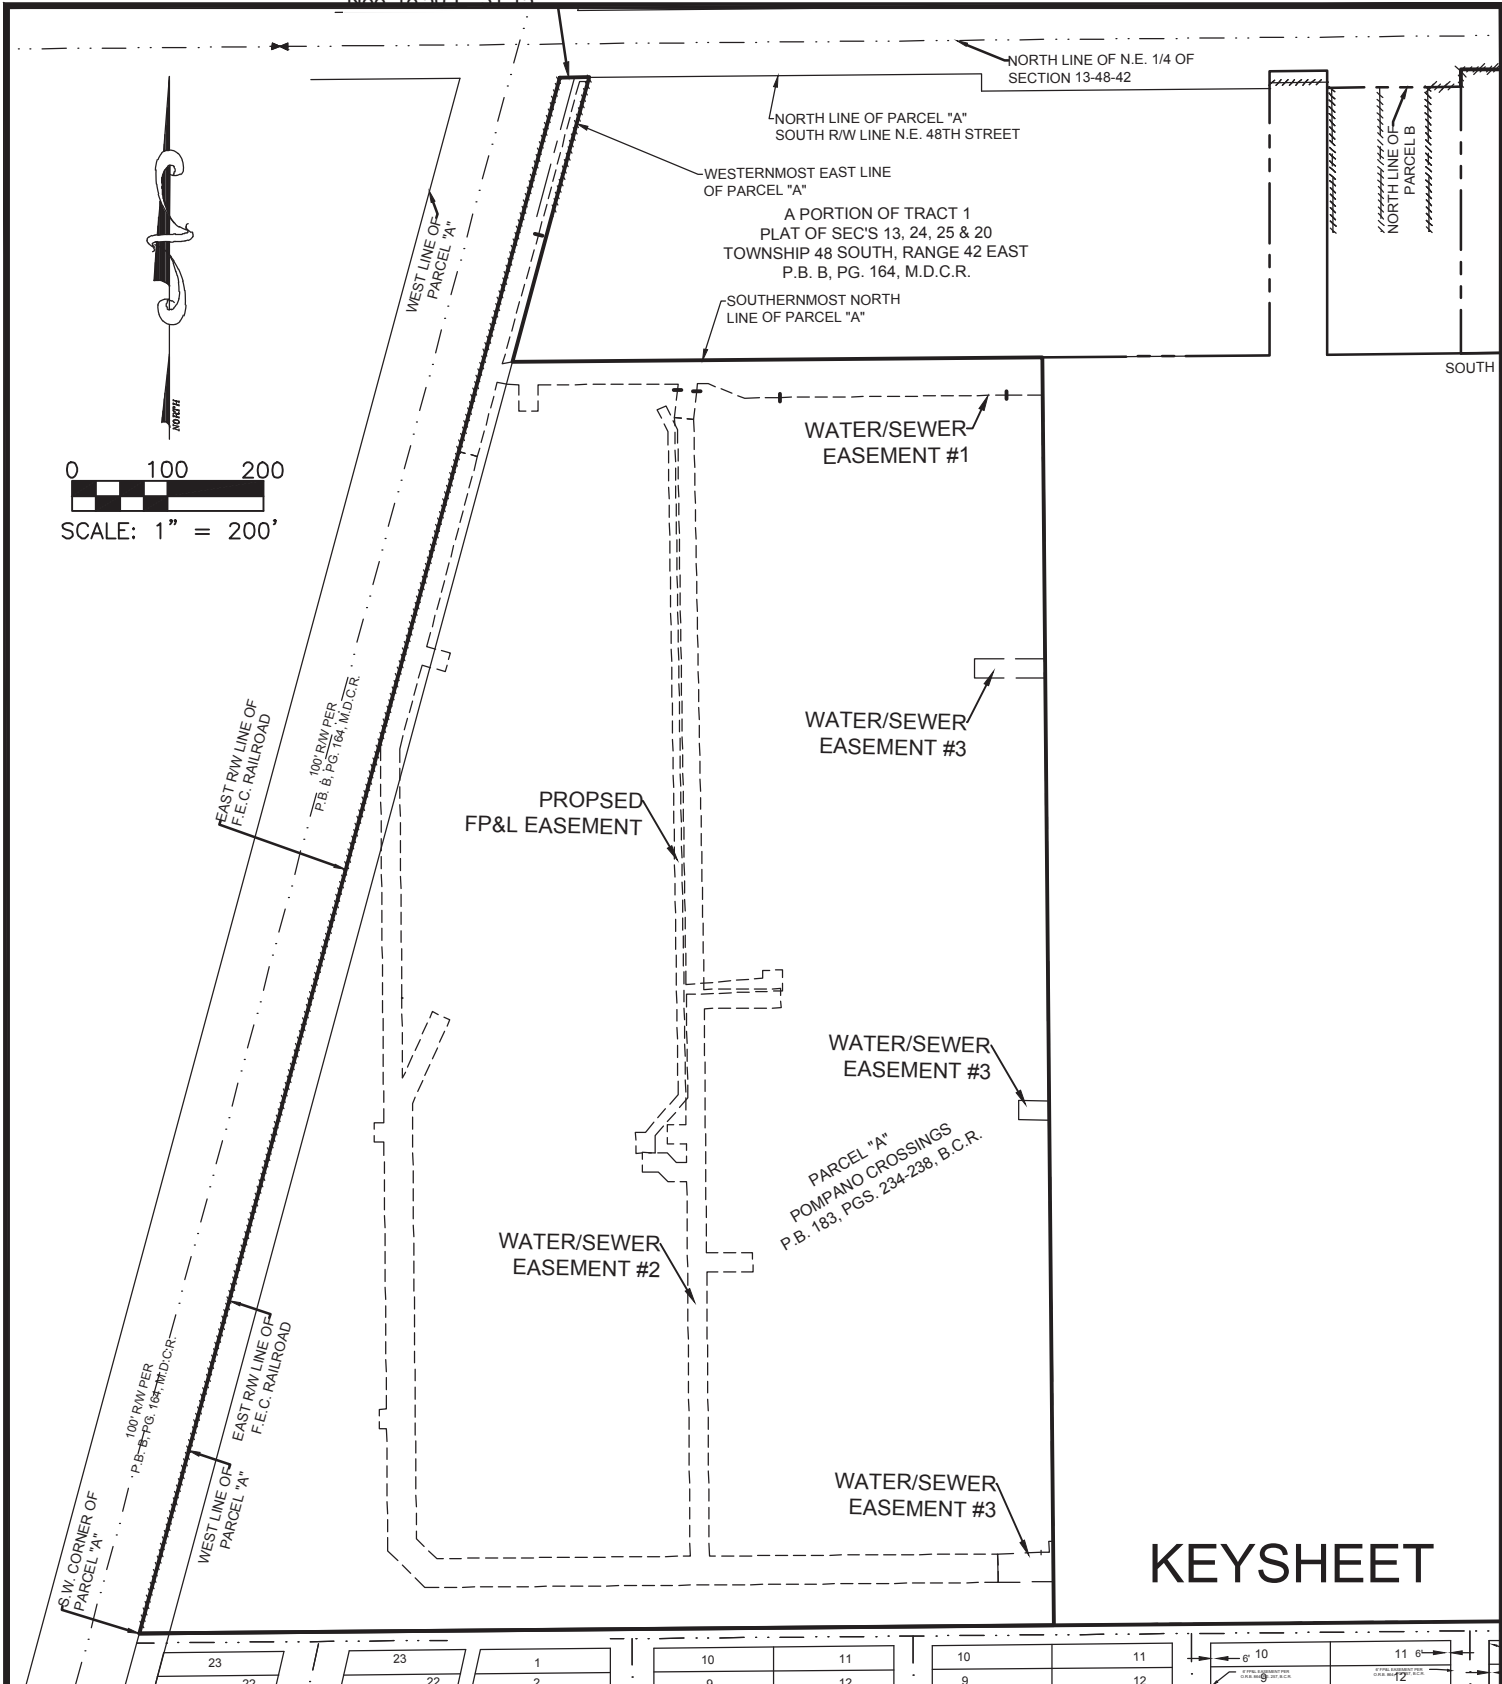 NORTH LINE OF N.E. 1/4 OF
SECTION 13-48-42
NORTH LINE OF PARCEL "A"
SOUTH R/W LINE N.E. 48TH STREET
NORTH LINE OF
PARCEL B
WESTERNMOST EAST LINE
OF PARCEL "A"
A PORTION OF TRACT 1
PLAT OF SEC'S 13, 24, 25 & 20
TOWNSHIP 48 SOUTH, RANGE 42 EAST
P.B. B, PG. 164, M.D.C.R.
WEST LINE OF
PARCEL "A"
SOUTHERNMOST NORTH
LINE OF PARCEL "A"
SOUTH
NORTH
0 100 200
SCALE: 1" = 200'
WATER/SEWER
EASEMENT #1
WATER/SEWER
EASEMENT #3
EAST R/W LINE OF
F.E.C. RAILROAD
100' R/W PER
P.B. B, PG. 164, M.D.C.R.
PROPSED
FP&L EASEMENT
WATER/SEWER
EASEMENT #3
PARCEL "A"
POMPANO CROSSINGS
P.B. 183, PGS. 234-238, B.C.R.
WATER/SEWER
EASEMENT #2
EAST R/W LINE OF
F.E.C. RAILROAD
100' R/W PER
P.B. B, PG. 164, M.D.C.R.
WEST LINE OF
PARCEL "A"
S.W. CORNER OF
PARCEL "A"
WATER/SEWER
EASEMENT #3
KEYSHEET
23 23 1 10 11 10 11 6' 10 11 6'
22 22 2 9 12 9 12 9 12